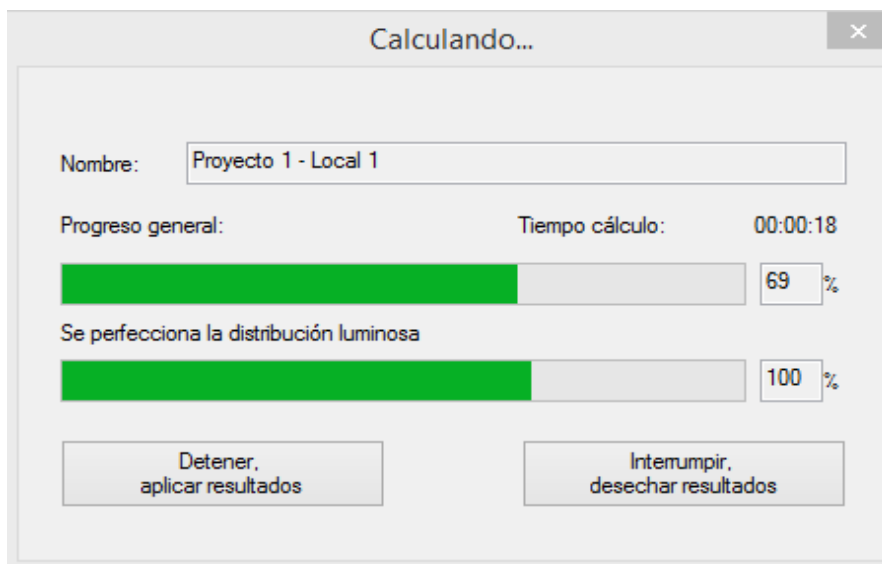 Calculando...
Nombre: Proyecto 1 - Local 1
Progreso general: Tiempo cálculo: 00:00:18
69 %
Se perfecciona la distribución luminosa
100 %
Detener,
aplicar resultados
Interrumpir,
desechar resultados